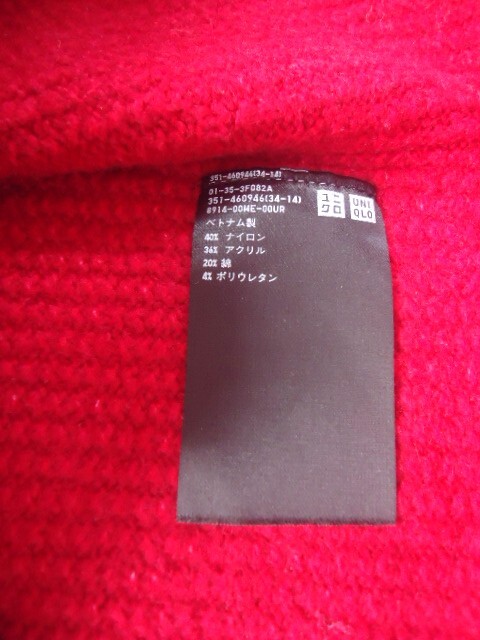 351-460946(34-14)
01-35-3F082A
351-460946(34-14)
8914-00ME-00UR
ベトナム製
40% ナイロン
36% アクリル
20% 綿
4% ポリウレタン
ユニ
クロ
UNI
QLO